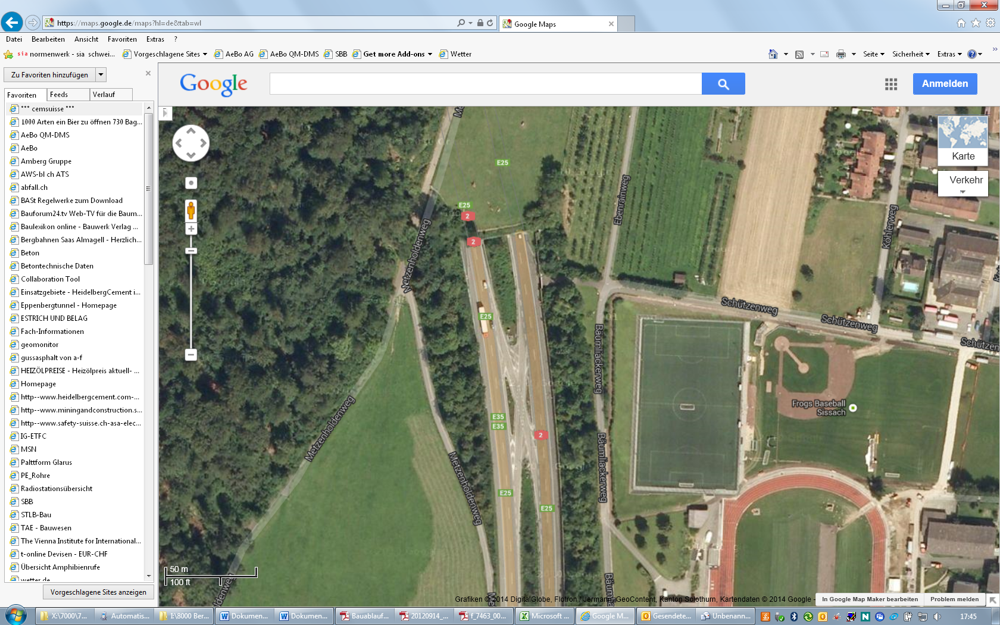 https://maps.google.de/maps?hl=de&tab=wl
Google Maps
Datei Bearbeiten Ansicht Favoriten Extras ?
sia normenwerk - sia schwei...
Vorgeschlagene Sites
AeBo AG
AeBo QM-DMS
SBB
Get more Add-ons
Wetter
Seite
Sicherheit
Extras
Zu Favoriten hinzufügen
Favoriten
Feeds
Verlauf
*** cemsuisse ***
1000 Arten ein Bier zu öffnen 730 Bag...
AeBo QM-DMS
AeBo
Amberg Gruppe
AWS-bl ch ATS
abfall.ch
BASt Regelwerke zum Download
Bauforum24.tv Web-TV für die Baum...
Baulexikon online - Bauwerk Verlag ...
Bergbahnen Saas Almagell - Herzlich...
Beton
Betontechnische Daten
Collaboration Tool
Einsatzgebiete - HeidelbergCement i...
Eppenbergtunnel - Homepage
ESTRICH UND BELAG
Fach-Informationen
geomonitor
gussasphalt von a-f
HEIZÖLPREISE - Heizölpreis aktuell- ...
Homepage
http--www.heidelbergcement.com-...
http--www.miningandconstruction.s...
http--www.safety-suisse.ch-asa-elec...
IG-ETFC
MSN
Palttform Glarus
PE_Rohre
Radiostationsübersicht
SBB
STLB-Bau
TAE - Bauwesen
The Vienna Institute for International...
t-online Devisen - EUR-CHF
Übersicht Amphibienrufe
wetter.de
Vorgeschlagene Sites anzeigen
Google
Anmelden
Karte
Verkehr
E25
E25
2
2
Metzenholdenweg
Ebenrainweg
Köhlerweg
Schützenweg
Schützenweg
Schützen
E25
Bäumliackerweg
Frogs Baseball
Sissach
Metzenholdenweg
E35
E35
2
Bäumliackerweg
Metzenholdenweg
E25
E25
50 m
100 ft
Grafiken © 2014 DigitalGlobe, Flotron / Jermann, GeoContent, Kanton Solothurn, Kartendaten © 2014 Google -
In Google Map Maker bearbeiten
Problem melden
X:\7000\7...
Automatis...
I:\8000 Ber...
Dokumen...
Dokumen...
Bauablauf...
20120914_...
f_7463_00...
Microsoft ...
Google M...
Gesendete...
Unbenann...
17:45